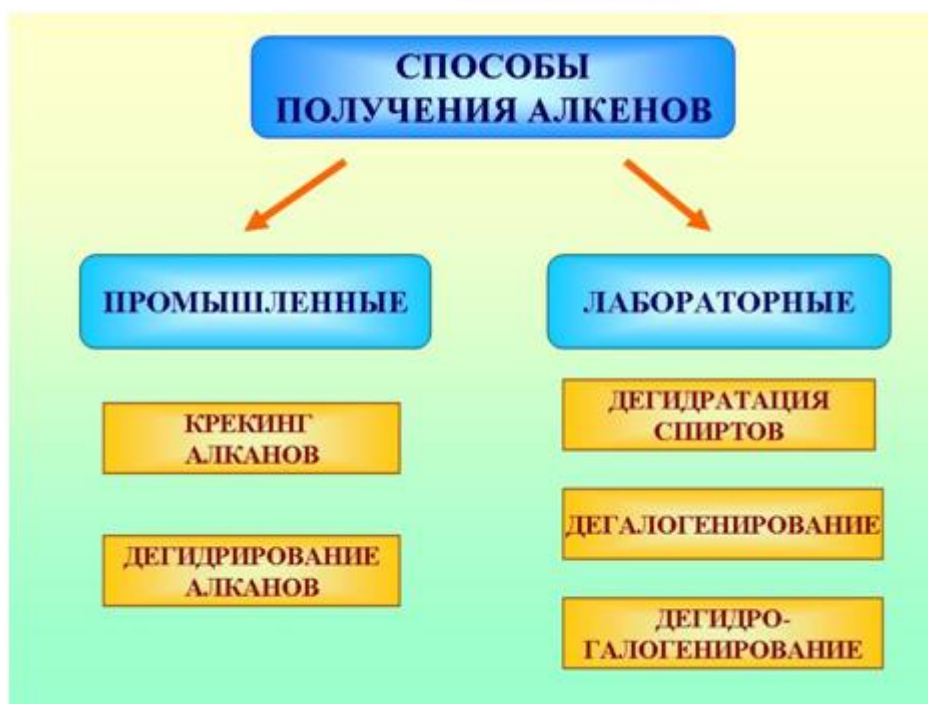 СПОСОБЫ
ПОЛУЧЕНИЯ АЛКЕНОВ
ПРОМЫШЛЕННЫЕ
КРЕКИНГ
АЛКАНОВ
ДЕГИДРИРОВАНИЕ
АЛКАНОВ
ЛАБОРАТОРНЫЕ
ДЕГИДРАТАЦИЯ
СПИРТОВ
ДЕГАЛОГЕНИРОВАНИЕ
ДЕГИДРО-
ГАЛОГЕНИРОВАНИЕ